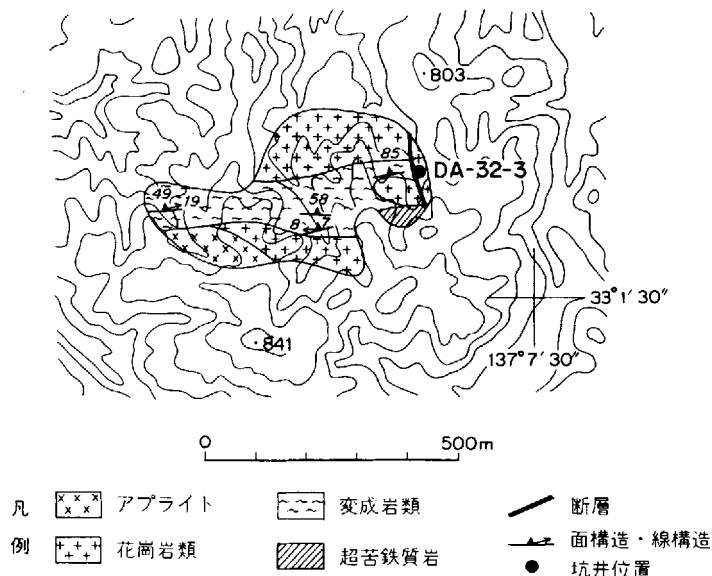 803
85
DA-32-3
49
19
58
8
33°1′30″
137°7′30″
841
0 500m
凡例
アプライト
変成岩類
断層
花崗岩類
超苦鉄質岩
面構造・線構造
坑井位置